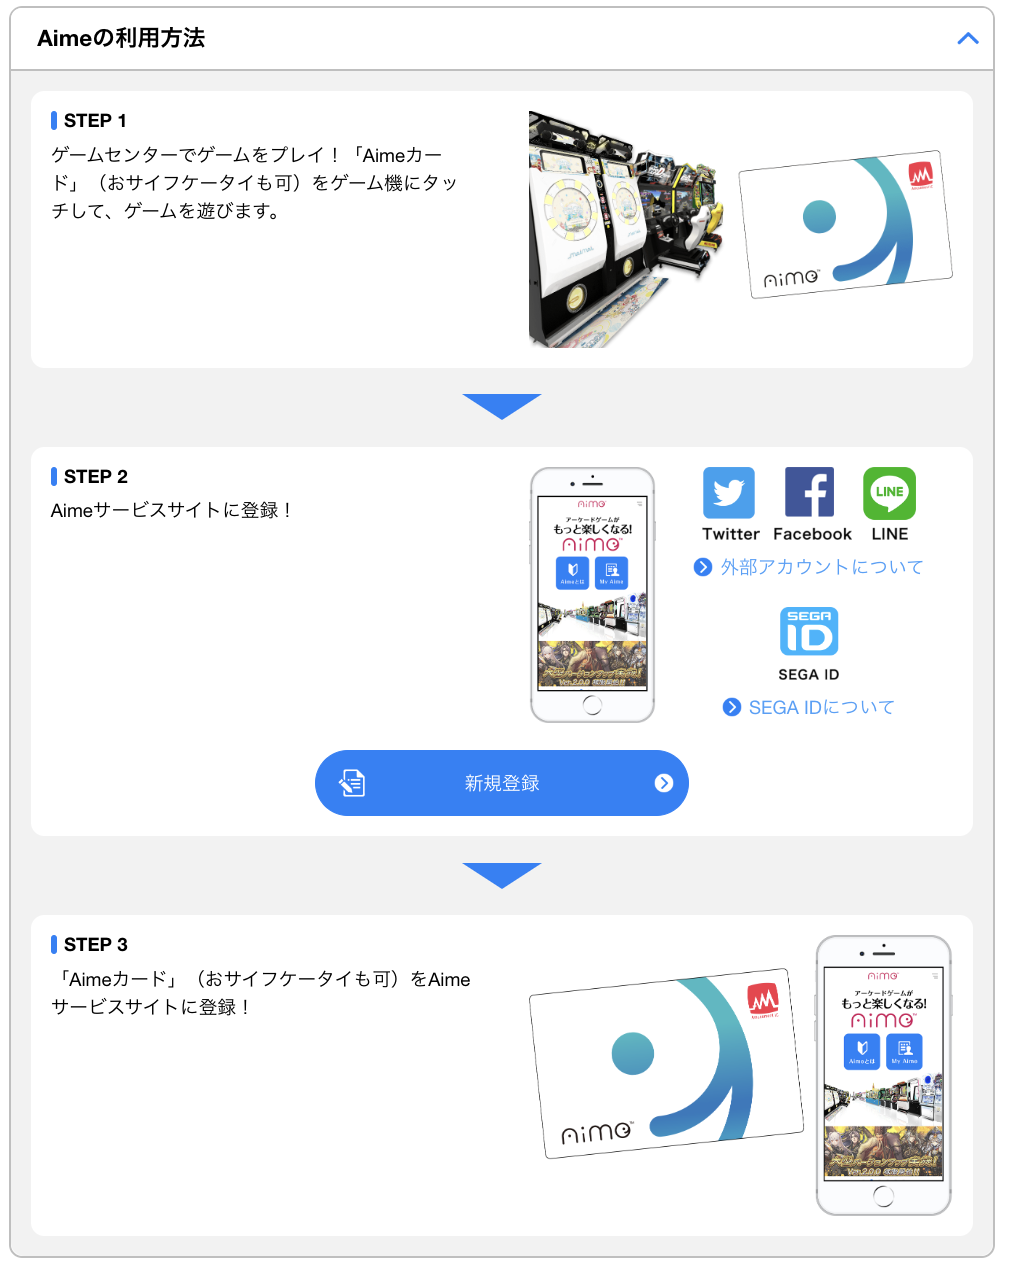 Aimeの利用方法
STEP 1
ゲームセンターでゲームをプレイ！「Aimeカー
ド」（おサイフケータイも可）をゲーム機にタッ
チして、ゲームを遊びます。
Aime
STEP 2
Aimeサービスサイトに登録！
Aime
アーケードゲームが
もっと楽しくなる!
Aime
Aimeとは
My Aime
LINE
Twitter
Facebook
LINE
外部アカウントについて
SEGA
ID
SEGA ID
SEGA IDについて
新規登録
STEP 3
「Aimeカード」（おサイフケータイも可）をAime
サービスサイトに登録！
Aime
Aime
アーケードゲームが
もっと楽しくなる!
Aime
Aimeとは
My Aime